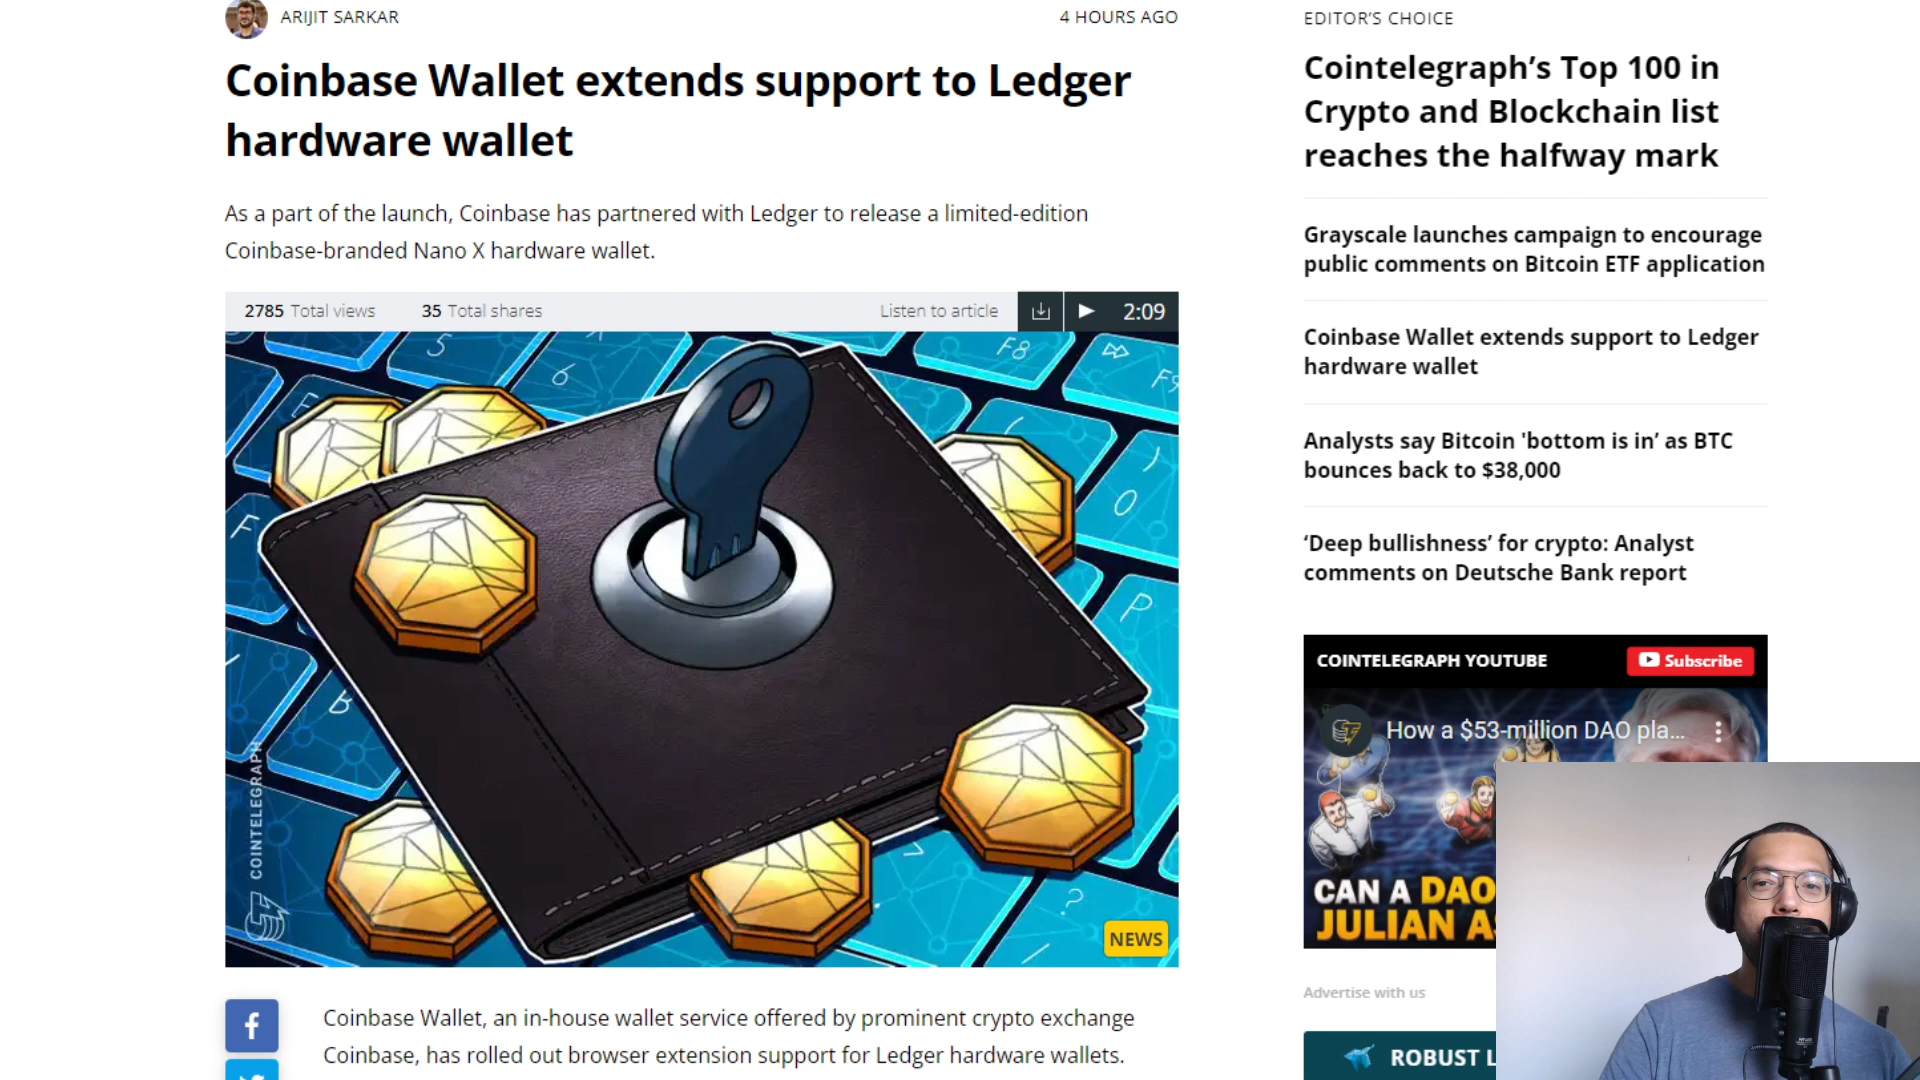 ARIJIT SARKAR
4 HOURS AGO
Coinbase Wallet extends support to Ledger
hardware wallet
As a part of the launch, Coinbase has partnered with Ledger to release a limited-edition
Coinbase-branded Nano X hardware wallet.
2785 Total views 35 Total shares Listen to article 2:09
5
6
F8
F9
F
0
F
P
B
?
COINTELEGRAPH
NEWS
f
Coinbase Wallet, an in-house wallet service offered by prominent crypto exchange
Coinbase, has rolled out browser extension support for Ledger hardware wallets.
EDITOR'S CHOICE
Cointelegraph’s Top 100 in
Crypto and Blockchain list
reaches the halfway mark
Grayscale launches campaign to encourage
public comments on Bitcoin ETF application
Coinbase Wallet extends support to Ledger
hardware wallet
Analysts say Bitcoin 'bottom is in’ as BTC
bounces back to $38,000
‘Deep bullishness’ for crypto: Analyst
comments on Deutsche Bank report
COINTELEGRAPH YOUTUBE
Subscribe
How a $53-million DAO pla...
CAN A DAO
JULIAN
Advertise with us
ROBUST